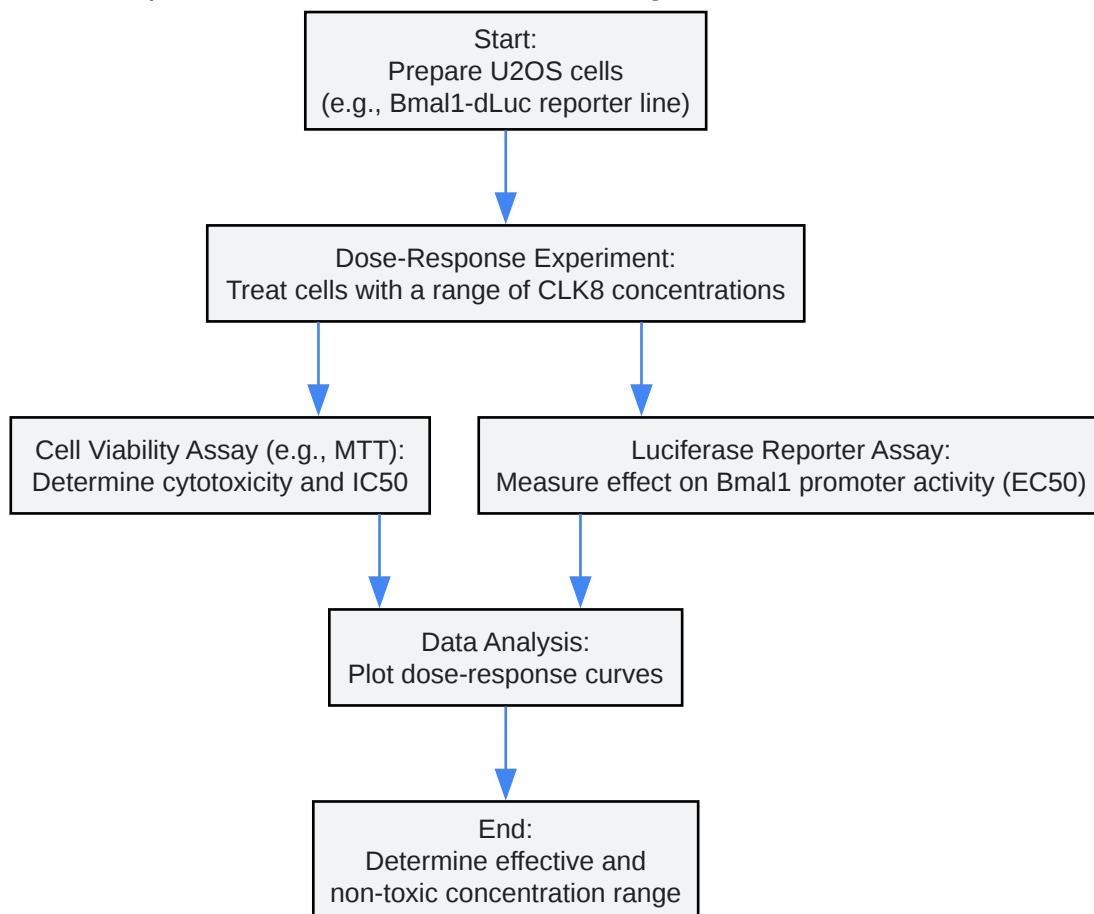 Start:
Prepare U2OS cells
(e.g., Bmal1-dLuc reporter line)
Dose-Response Experiment:
Treat cells with a range of CLK8 concentrations
Cell Viability Assay (e.g., MTT):
Determine cytotoxicity and IC50
Luciferase Reporter Assay:
Measure effect on Bmal1 promoter activity (EC50)
Data Analysis:
Plot dose-response curves
End:
Determine effective and
non-toxic concentration range